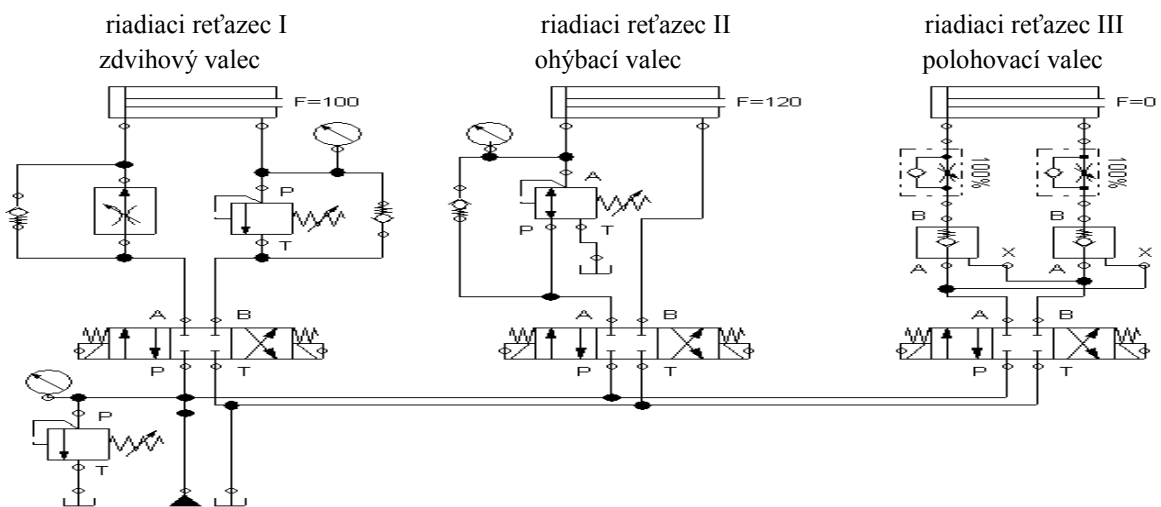 riadiaci reťazec I
zdvihový valec
riadiaci reťazec II
ohýbací valec
riadiaci reťazec III
polohovací valec
F=100
F=120
F=0
P
T
A
P
T
100%
100%
B
B
X
X
A
A
A
B
P
T
A
B
P
T
A
B
P
T
P
T